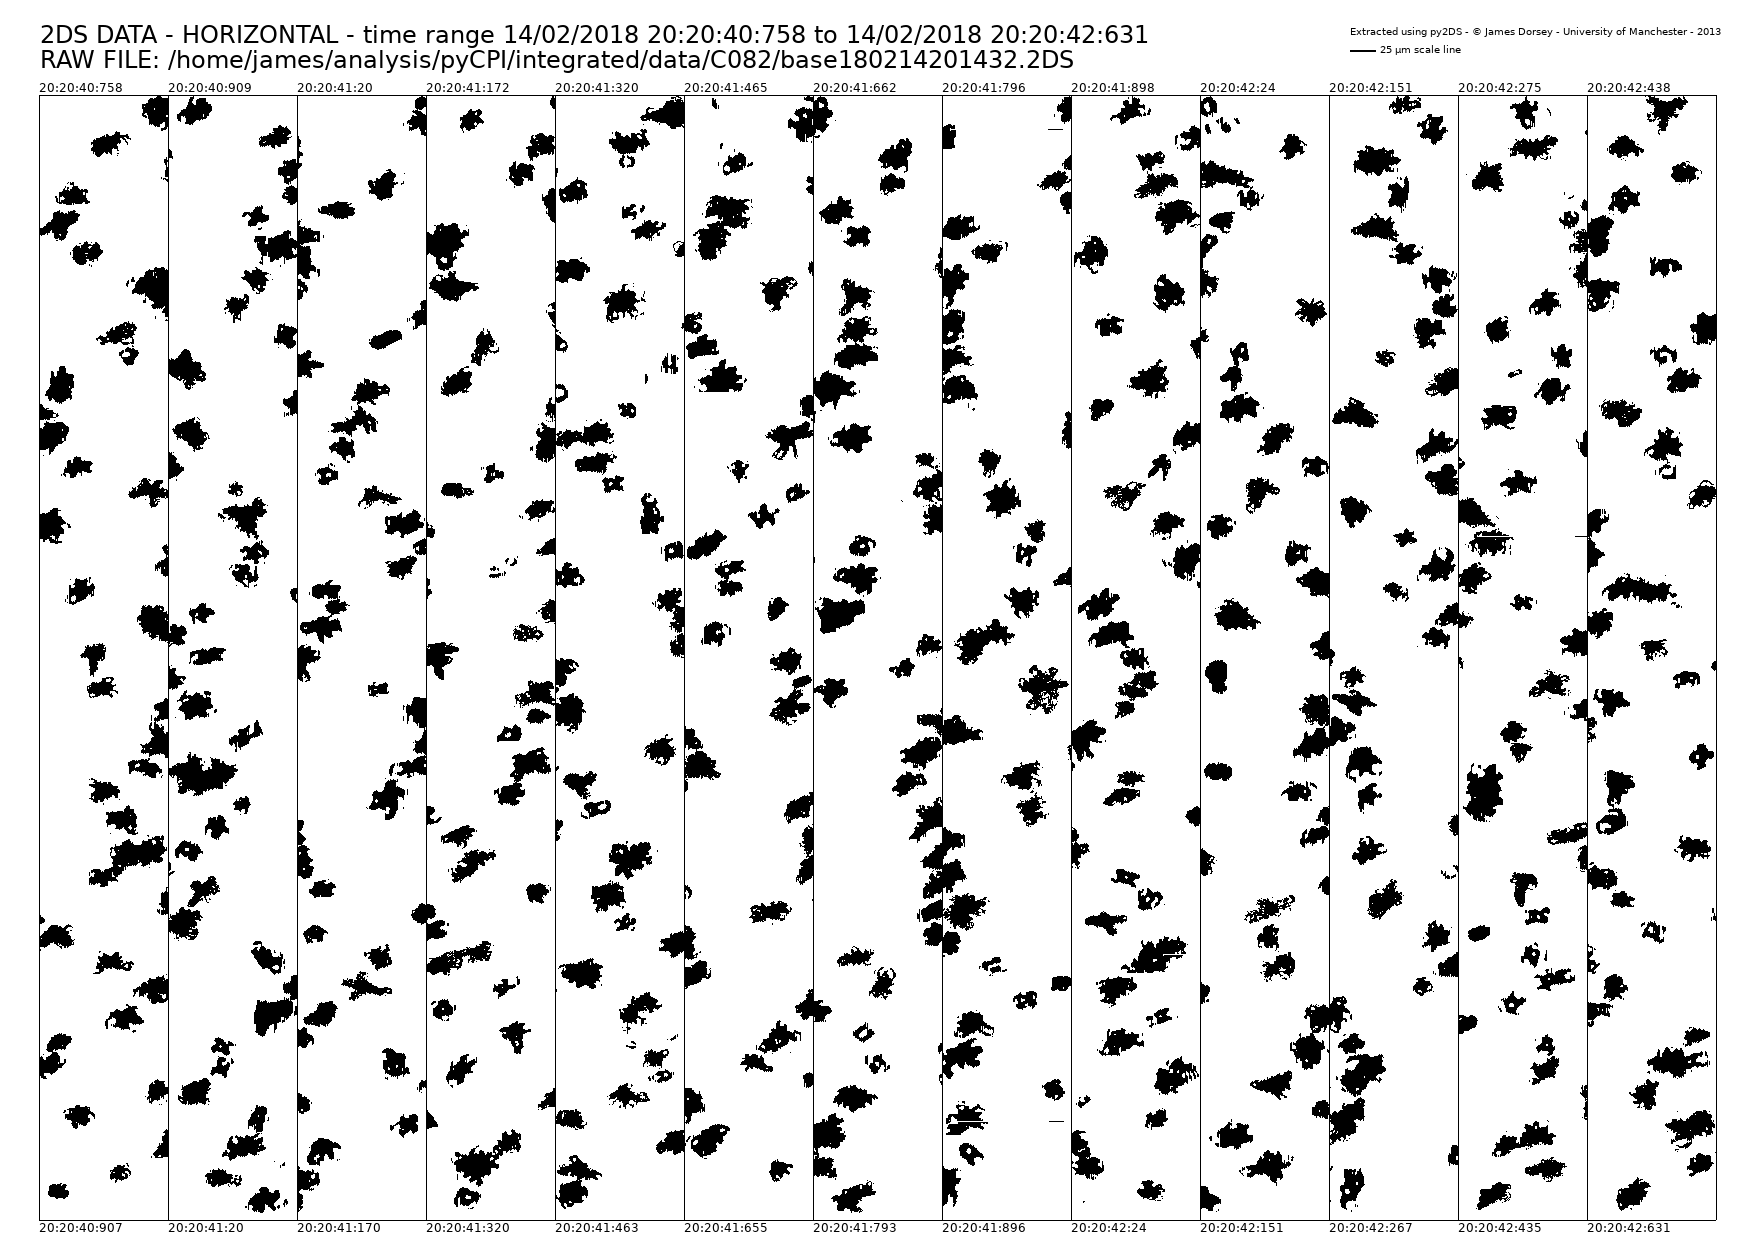 2DS DATA - HORIZONTAL - time range 14/02/2018 20:20:40:758 to 14/02/2018 20:20:42:631
RAW FILE: /home/james/analysis/pyCPI/integrated/data/C082/base180214201432.2DS
Extracted using py2DS - © James Dorsey - University of Manchester - 2013
25 µm scale line
20:20:40:758 20:20:40:909 20:20:41:20 20:20:41:172 20:20:41:320 20:20:41:465 20:20:41:662 20:20:41:796 20:20:41:898 20:20:42:24 20:20:42:151 20:20:42:275 20:20:42:438
20:20:40:907 20:20:41:20 20:20:41:170 20:20:41:320 20:20:41:463 20:20:41:655 20:20:41:793 20:20:41:896 20:20:42:24 20:20:42:151 20:20:42:267 20:20:42:435 20:20:42:631